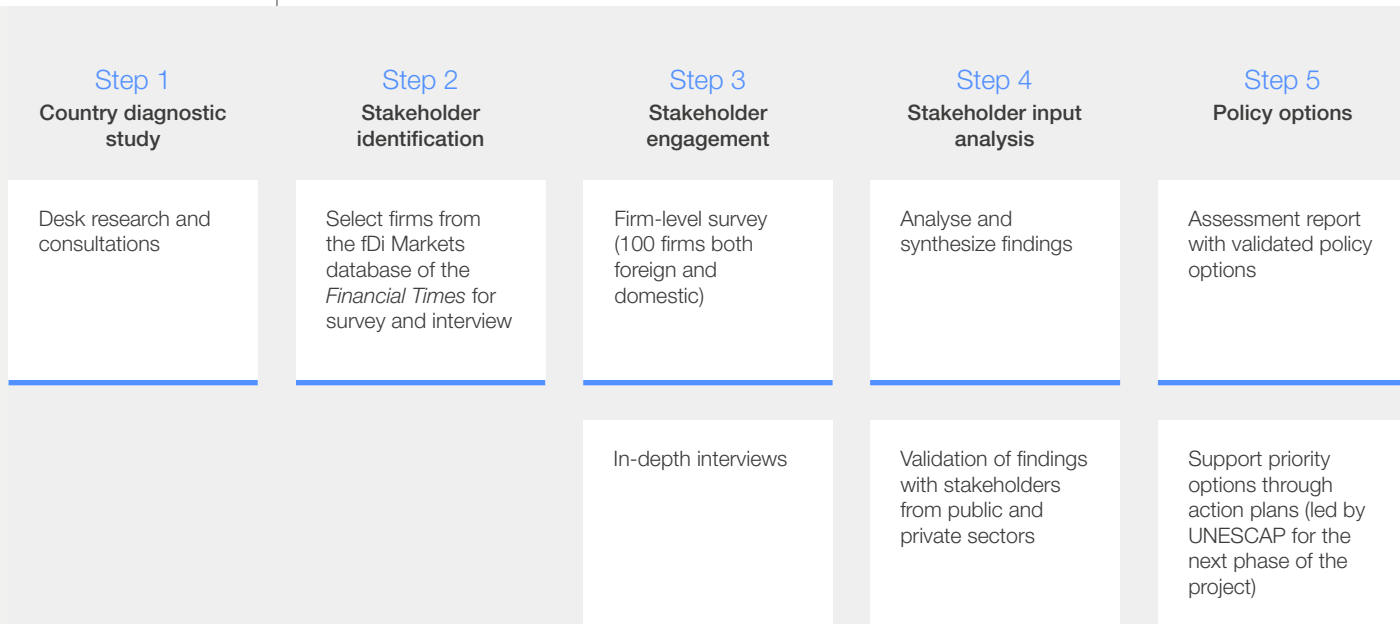 Step 1
Country diagnostic
study
Desk research and
consultations
Step 2
Stakeholder
identification
Select firms from
the fDi Markets
database of the
Financial Times for
survey and interview
Step 3
Stakeholder
engagement
Firm-level survey
(100 firms both
foreign and
domestic)
In-depth interviews
Step 4
Stakeholder input
analysis
Analyse and
synthesize findings
Validation of findings
with stakeholders
from public and
private sectors
Step 5
Policy options
Assessment report
with validated policy
options
Support priority
options through
action plans (led by
UNESCAP for the
next phase of the
project)